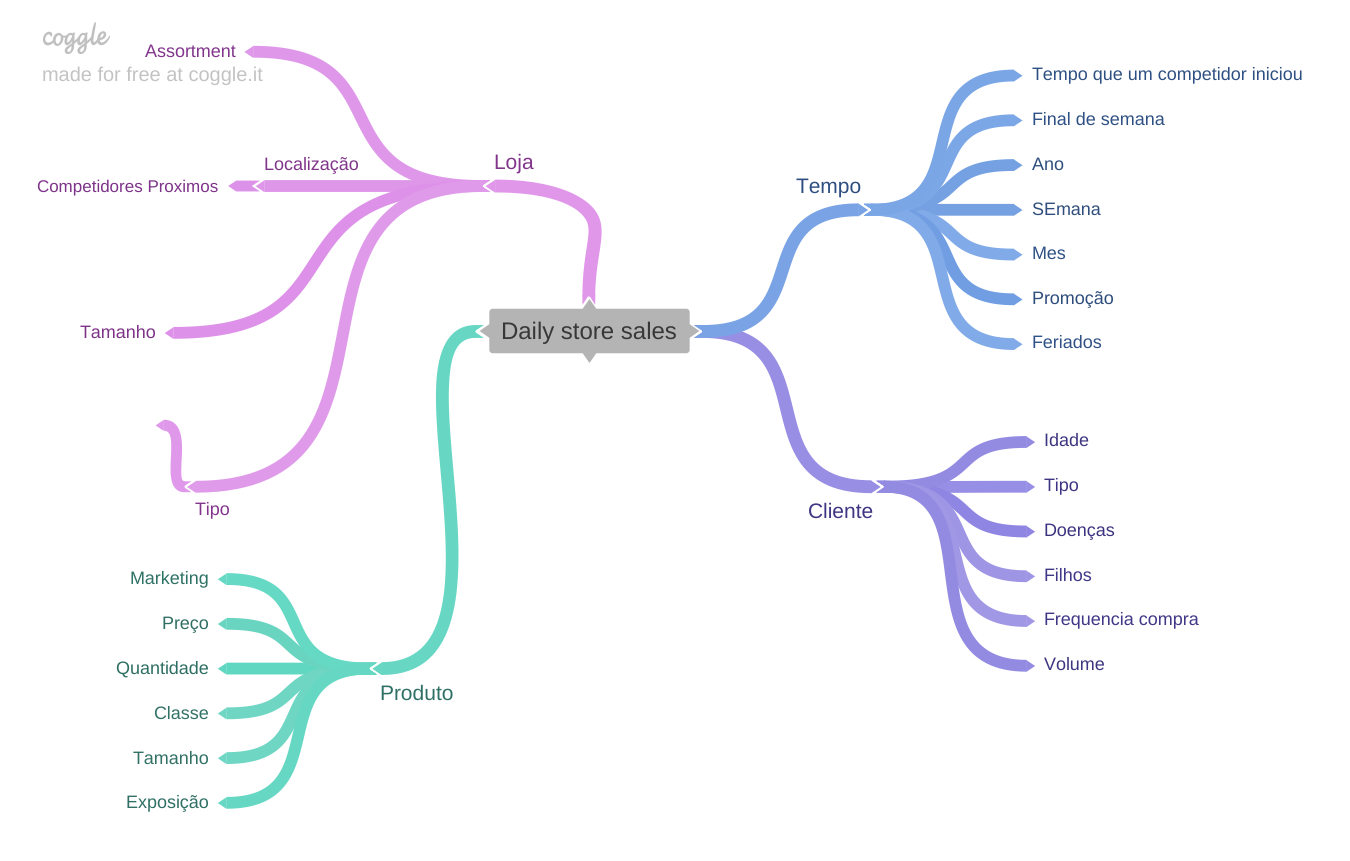 coggle
made for free at coggle.it
Assortment
Localização
Competidores Proximos
Loja
Tamanho
Tipo
Daily store sales
Tempo
Tempo que um competidor iniciou
Final de semana
Ano
SEmana
Mes
Promoção
Feriados
Cliente
Idade
Tipo
Doenças
Filhos
Frequencia compra
Volume
Marketing
Preço
Quantidade
Classe
Tamanho
Exposição
Produto